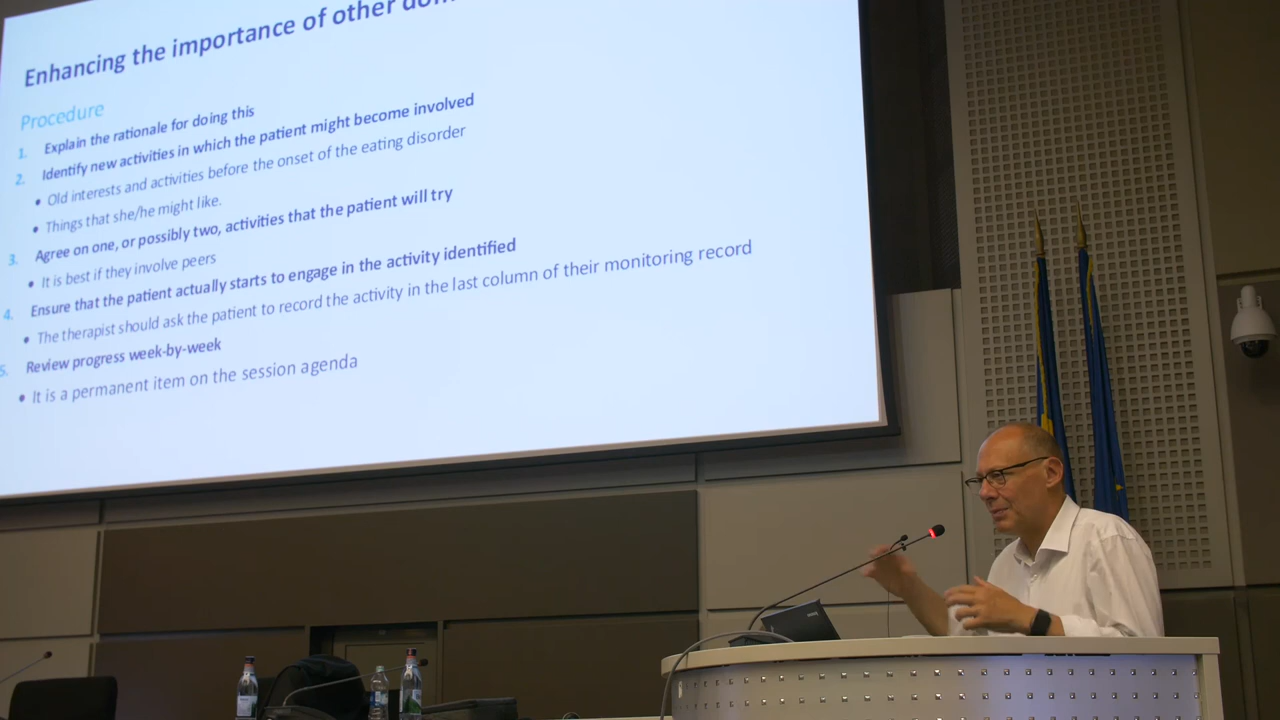 Enhancing the importance of other
Procedure
1. Explain the rationale for doing this
2. Identify new activities in which the patient might become involved
• Old interests and activities before the onset of the eating disorder
• Things that she/he might like.
3. Agree on one, or possibly two, activities that the patient will try
• It is best if they involve peers
4. Ensure that the patient actually starts to engage in the activity identified
• The therapist should ask the patient to record the activity in the last column of their monitoring record
5. Review progress week-by-week
• It is a permanent item on the session agenda